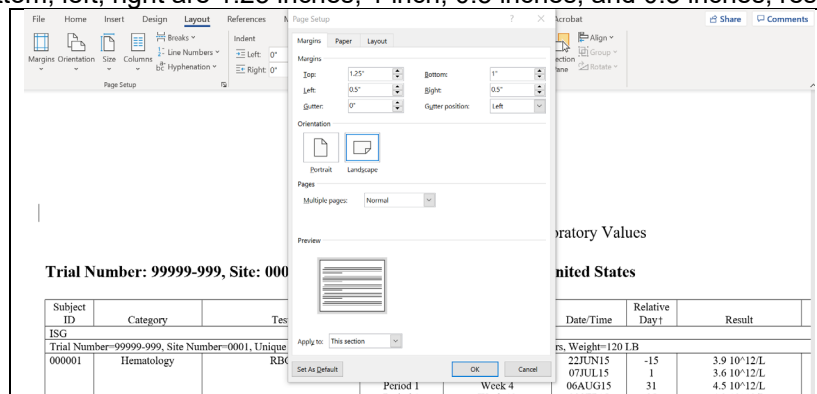 tom, left, right are 1.25 inches, 1 inch, 0.5 inches, and 0.5 inches, res
File Home Insert Design Layout References
Page Setup ? ×
Acrobat Share Comments
Margins Orientation Size Columns
Breaks
Line Numbers
Hyphenation
Page Setup
Indent
Left: 0"
Right: 0"
Align
Group
Rotate
Margins Paper Layout
Margins
Top: 1.25" Bottom: 1"
Left: 0.5" Right: 0.5"
Gutter: 0" Gutter position: Left
Orientation
Portrait Landscape
Pages
Multiple pages: Normal
Preview
Apply to: This section
Set As Default OK Cancel
oratory Values
Trial Number: 99999-999, Site: 000
nited States
Subject ID Category Tes Date/Time Relative Day† Result
ISG
Trial Number=99999-999, Site Number=0001, Unique rs, Weight=120 LB
000001 Hematology RBC 22JUN15 -15 3.9 10^12/L
07JUL15 1 3.6 10^12/L
Period 1 Week 4 06AUG15 31 4.5 10^12/L